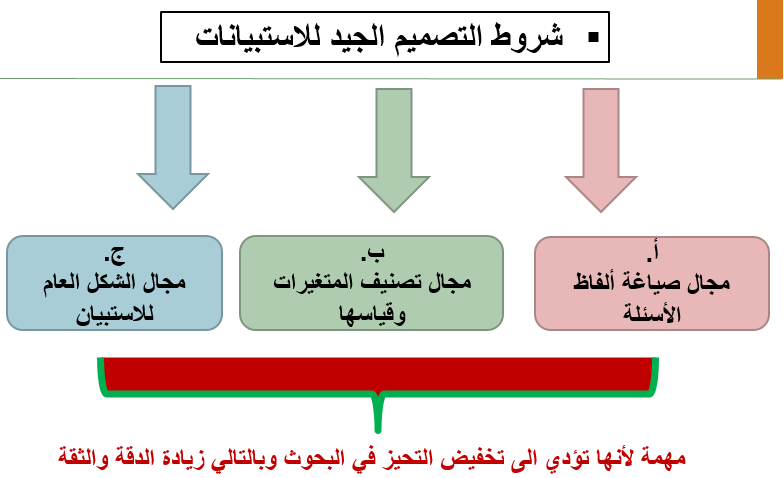 ▪ شروط التصميم الجيد للاستبيانات
أ.
مجال صياغة ألفاظ
الأسئلة
ب.
مجال تصنيف المتغيرات
وقياسها
ج.
مجال الشكل العام
للاستبيان
مهمة لأنها تؤدي الى تخفيض التحيز في البحوث وبالتالي زيادة الدقة والثقة